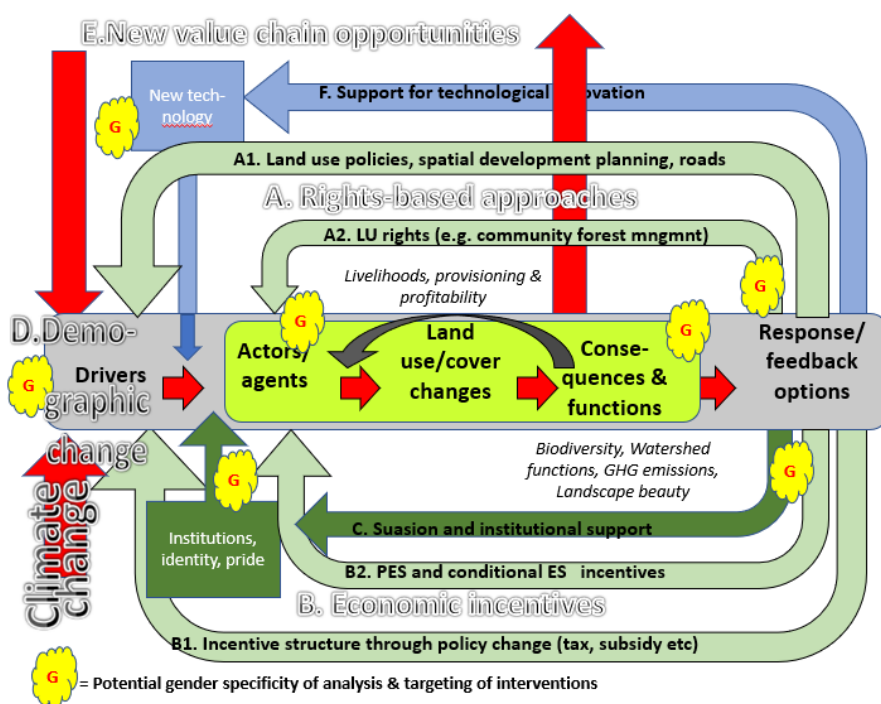 E.New value chain opportunities
New tech-
nology
G
F. Support for technological
ovation
A1. Land use policies, spatial development planning, roads
A. Rights-based approaches
A2. LU rights (e.g. community forest mngmnt)
G
Livelihoods, provisioning &
profitability
G
G
D.Demo-
graphic
change
G
Drivers
Actors/
agents
Land
use/cover
changes
Conse-
quences &
functions
Response/
feedback
options
Biodiversity, Watershed
functions, GHG emissions,
Landscape beauty
G
G
Climate
change
Institutions,
identity, pride
C. Suasion and institutional support
B2. PES and conditional ES incentives
B. Economic incentives
B1. Incentive structure through policy change (tax, subsidy etc)
G
= Potential gender specificity of analysis & targeting of interventions